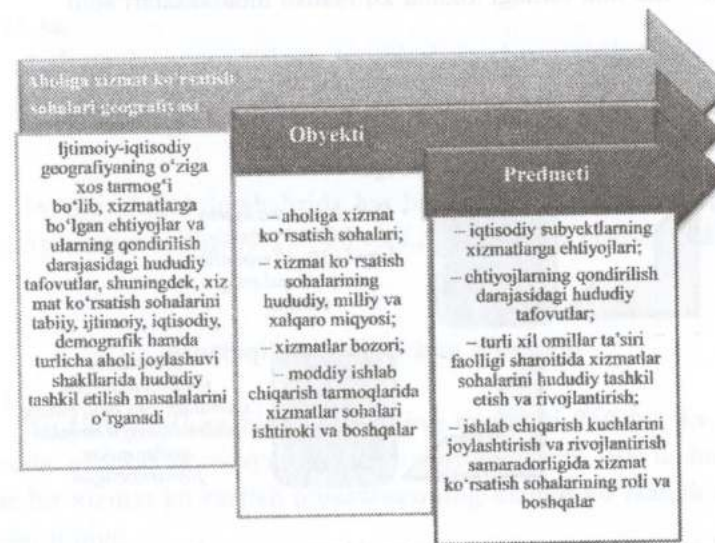 Aholiga xizmat ko‘rsatish
sohalari geografiyasi
Ijtimoiy-iqtisodiy
geografiyaning o‘ziga
xos tarmog‘i
bo‘lib, xizmatlarga
bo‘lgan ehtiyojlar va
ularning qondirilish
darajasidagi hududiy
tafovutlar, shuningdek, xiz
mat ko‘rsatish sohalarini
tabiiy, ijtimoiy, iqtisodiy,
demografik hamda
turlicha aholi joylashuvi
shakllarida hududiy
tashkil etilish masalalarini
o‘rganadi
Obyekti
– aholiga xizmat
ko‘rsatish sohalari;
– xizmat ko‘rsatish
sohalarining
hududiy, milliy va
xalqaro miqyosi;
– xizmatlar bozori;
– moddiy ishlab
chiqarish tarmoqlarida
xizmatlar sohalari
ishtiroki va boshqalar
Predmeti
– iqtisodiy subyektlarning
xizmatlarga ehtiyojlari;
– ehtiyojlarning qondirilish
darajasidagi hududiy
tafovutlar;
– turli xil omillar ta’siri
faolligi sharoitida xizmatlar
sohalarini hududiy tashkil
etish va rivojlantirish;
– ishlab chiqarish kuchlarini
joylashtirish va rivojlantirish
samaradorligida xizmat
ko‘rsatish sohalarining roli va
boshqalar